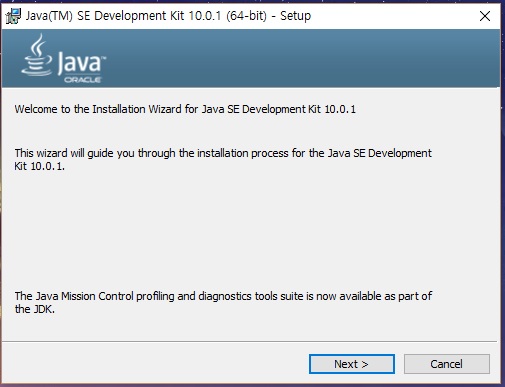 Java(TM) SE Development Kit 10.0.1 (64-bit) - Setup
Java™
ORACLE
Welcome to the Installation Wizard for Java SE Development Kit 10.0.1
This wizard will guide you through the installation process for the Java SE Development
Kit 10.0.1.
The Java Mission Control profiling and diagnostics tools suite is now available as part of
the JDK.
Next >
Cancel